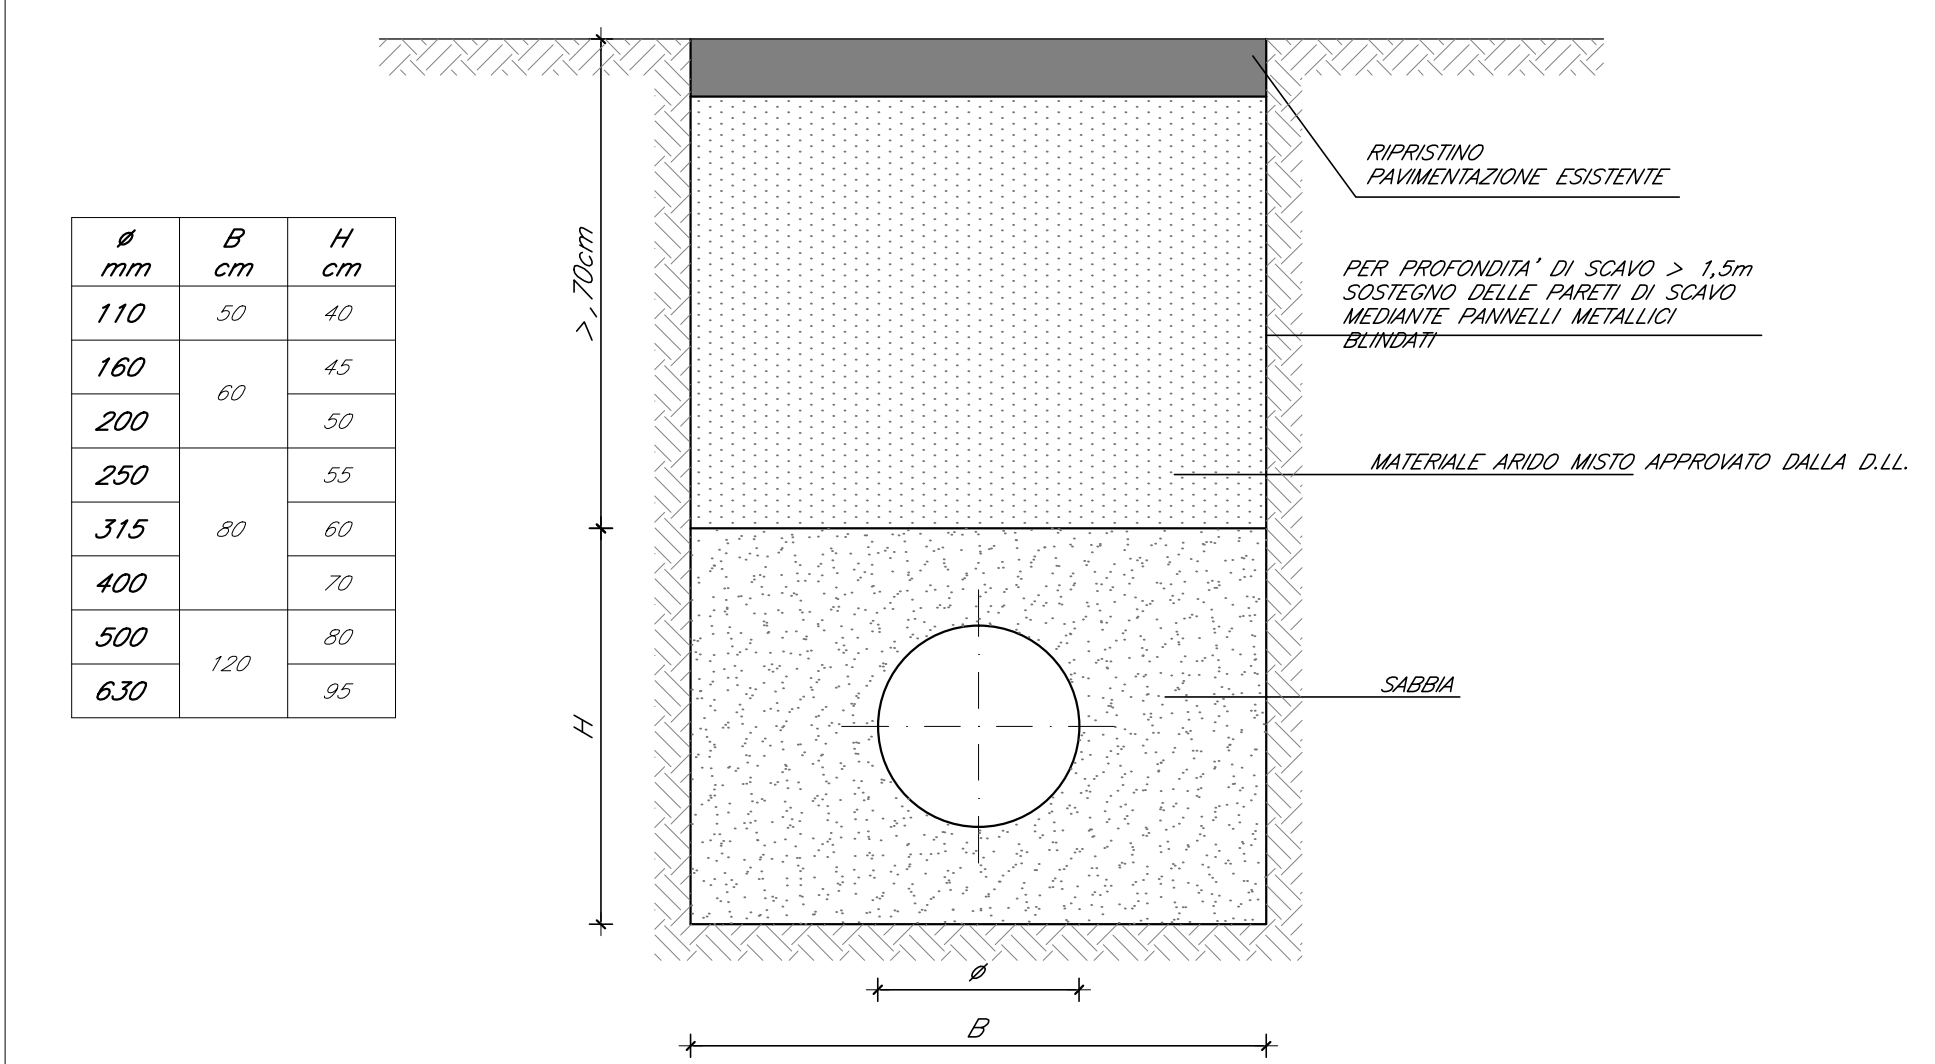 ø B H
mm cm cm
110 50 40
160 60 45
200 50
250 80 55
315 60
400 70
500 120 80
630 95
>,70cm
H
RIPRISTINO
PAVIMENTAZIONE ESISTENTE
PER PROFONDITA' DI SCAVO > 1,5m
SOSTEGNO DELLE PARETI DI SCAVO
MEDIANTE PANNELLI METALLICI
BLINDATI
MATERIALE ARIDO MISTO APPROVATO DALLA D.LL.
SABBIA
ø
B